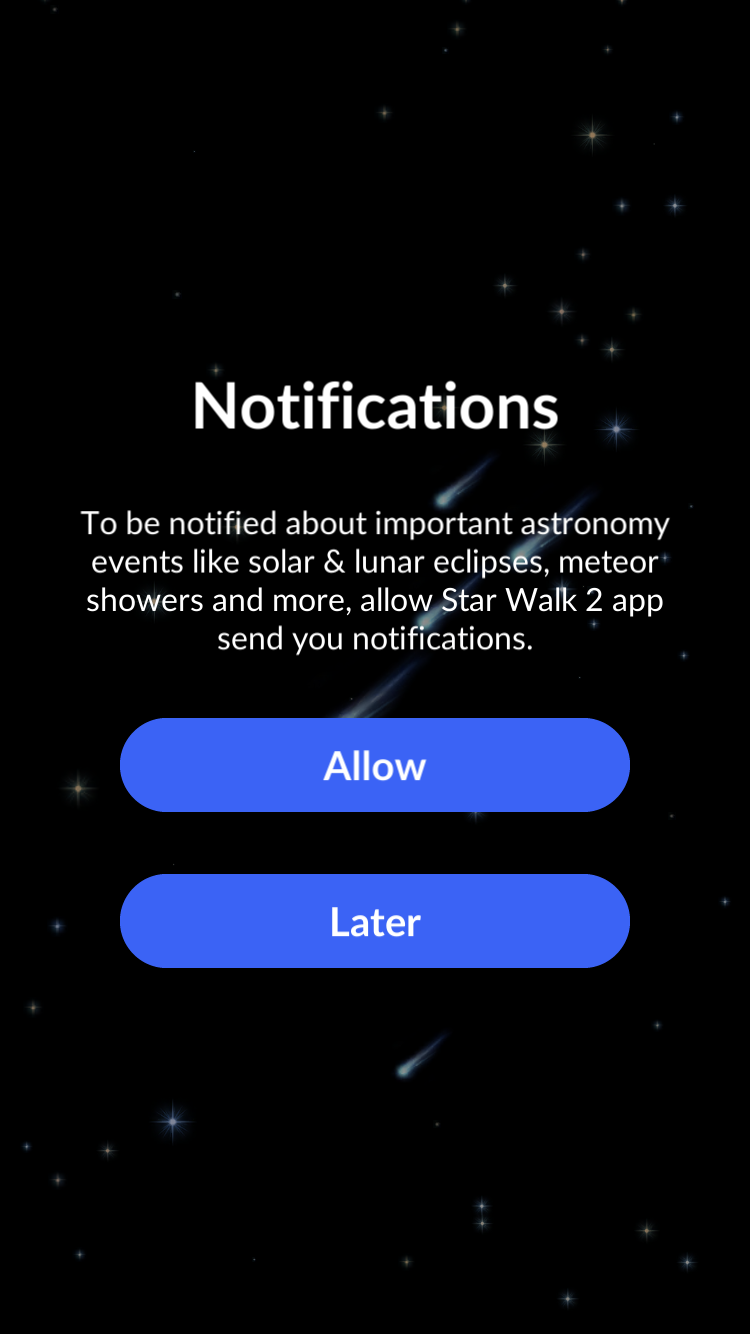 Notifications
To be notified about important astronomy
events like solar & lunar eclipses, meteor
showers and more, allow Star Walk 2 app
send you notifications.
Allow
Later